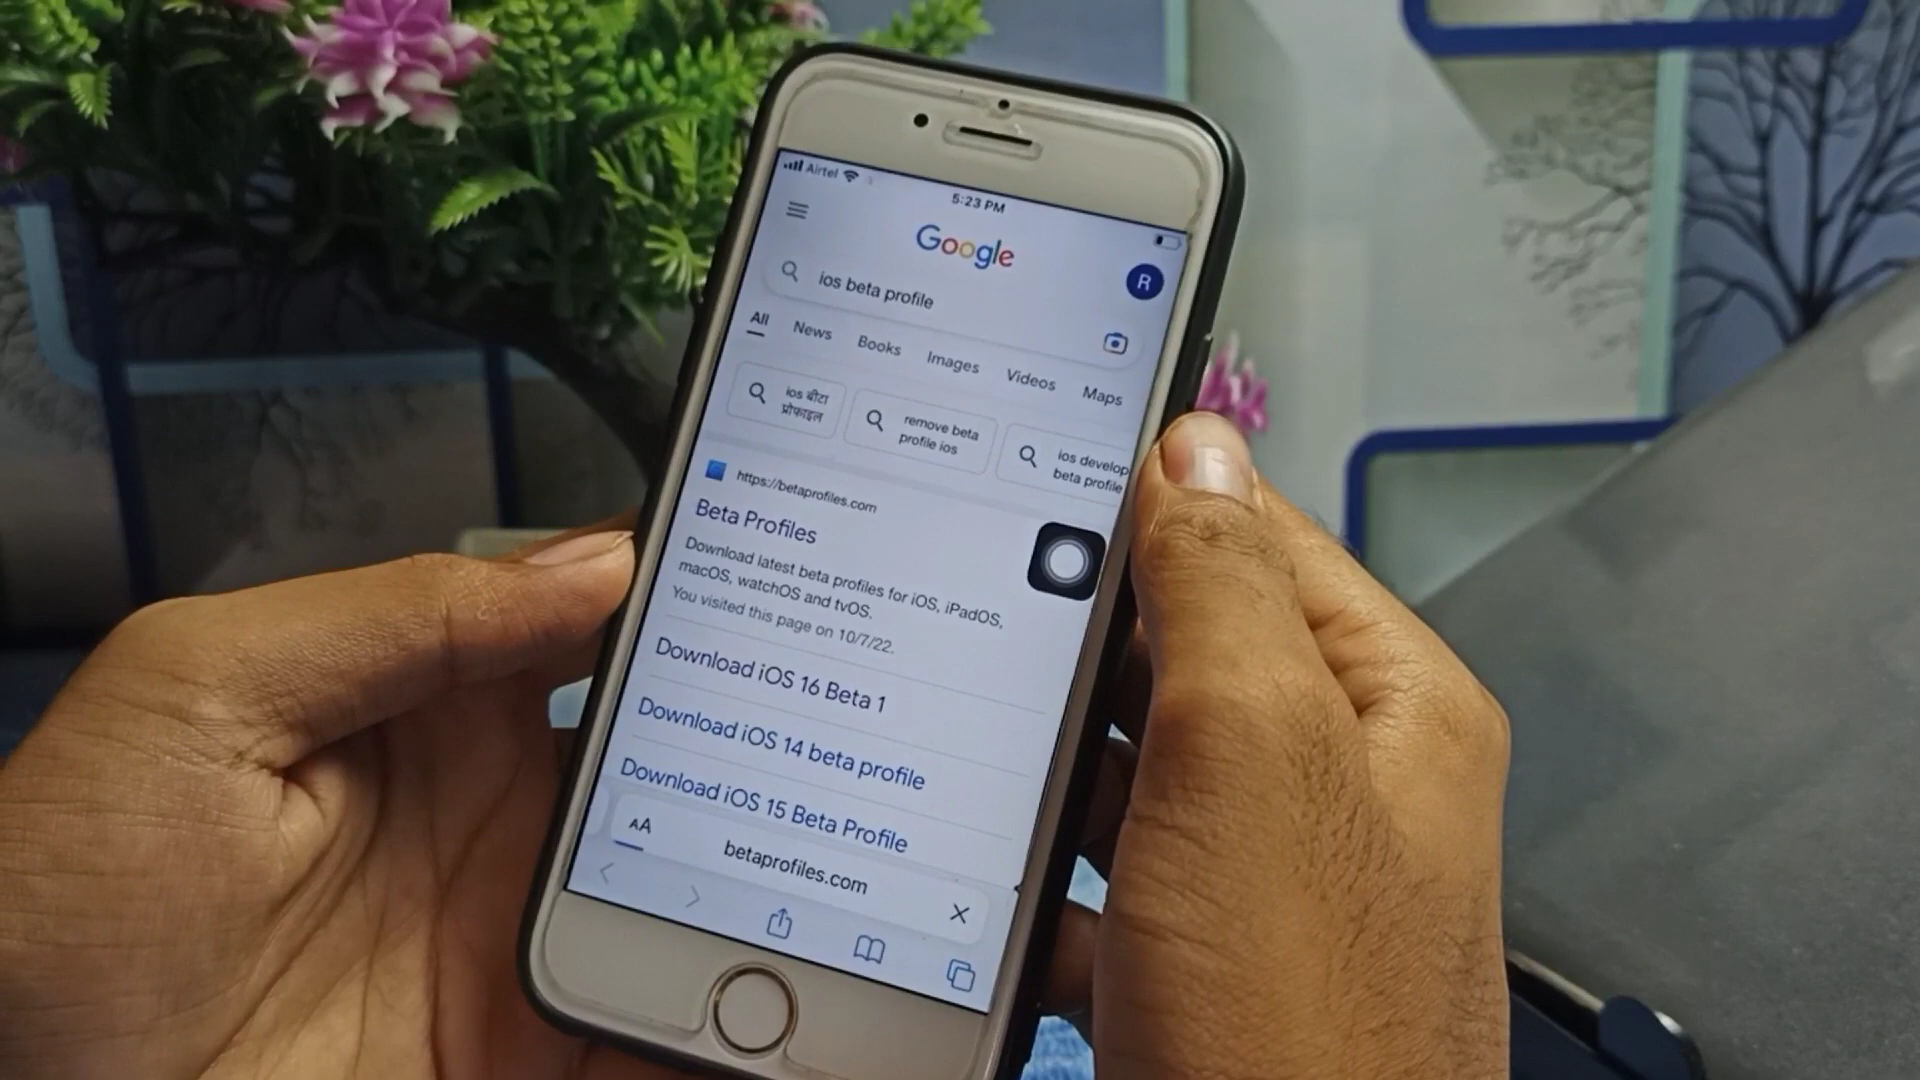 Airtel
5:23 PM
Google
R
ios beta profile
All News Books Images Videos Maps
ios बीटा
प्रोफाइल
remove beta
profile ios
ios develop
beta profile
https://betaprofiles.com
Beta Profiles
Download latest beta profiles for iOS, iPadOS,
macOS, watchOS and tvOS.
You visited this page on 10/7/22.
Download iOS 16 Beta 1
Download iOS 14 beta profile
Download iOS 15 Beta Profile
AA
betaprofiles.com